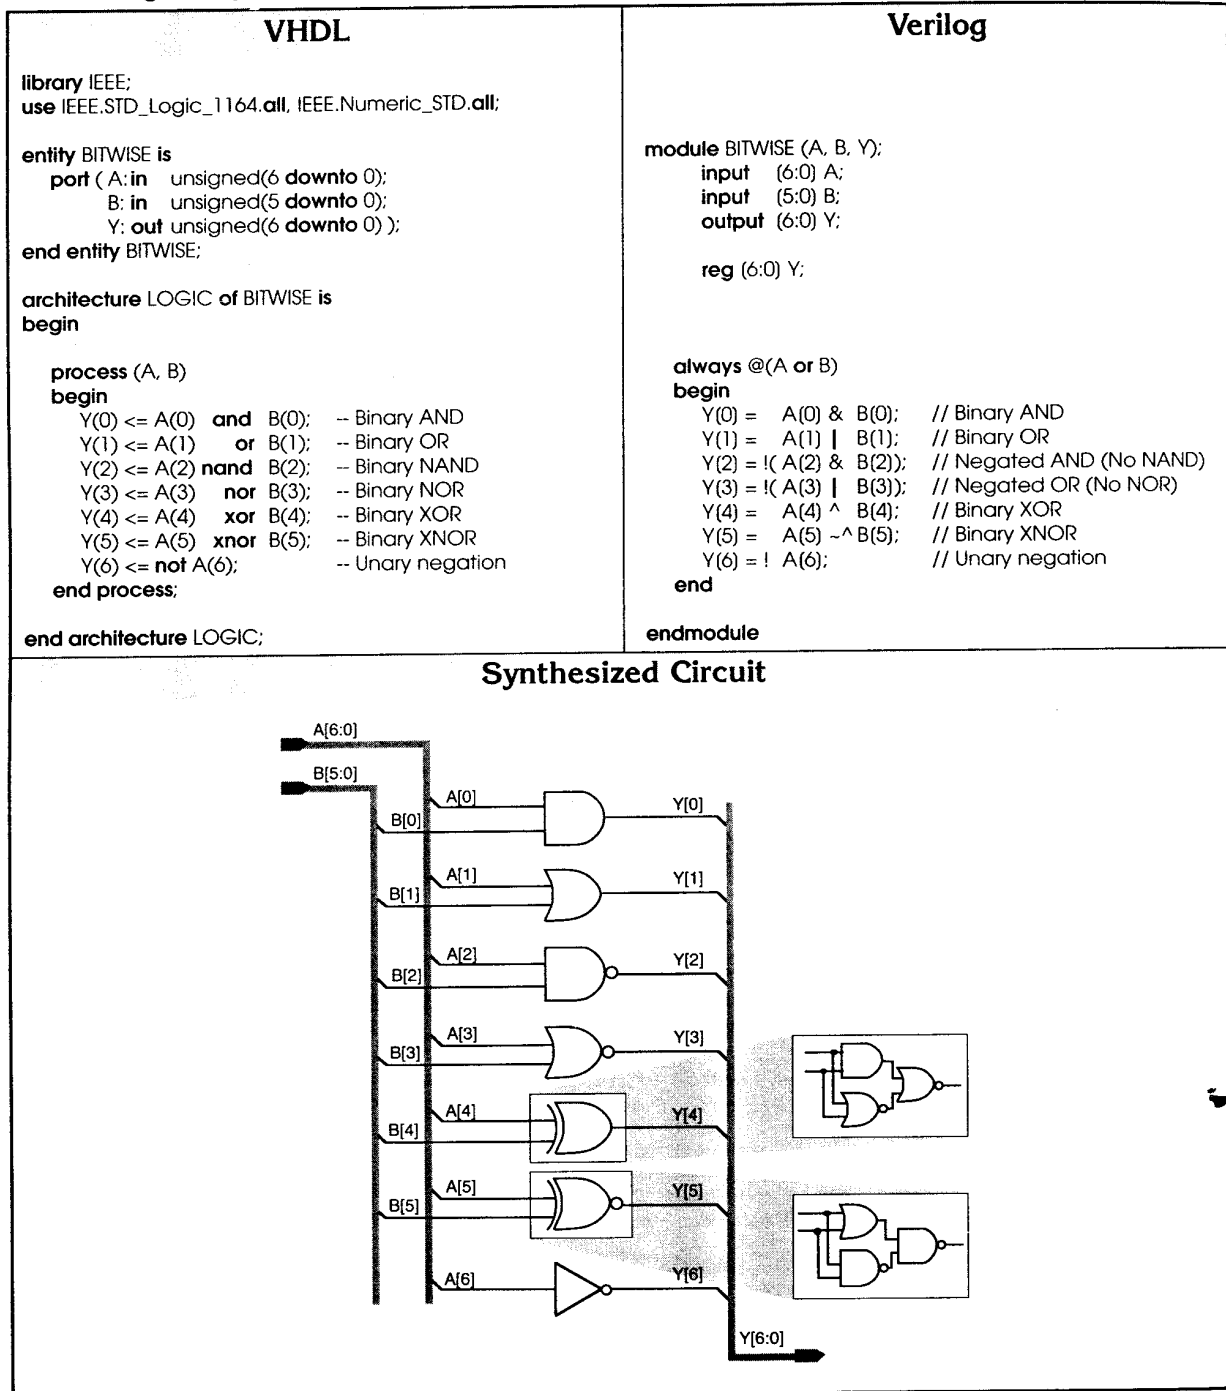 VHDL
library IEEE;
use IEEE.STD_Logic_1164.all, IEEE.Numeric_STD.all;
entity BITWISE is
port ( A: in unsigned(6 downto 0);
B: in unsigned(5 downto 0);
Y: out unsigned(6 downto 0) );
end entity BITWISE;
architecture LOGIC of BITWISE is
begin
process (A, B)
begin
Y(0) <= A(0) and B(0); -- Binary AND
Y(1) <= A(1) or B(1); -- Binary OR
Y(2) <= A(2) nand B(2); -- Binary NAND
Y(3) <= A(3) nor B(3); -- Binary NOR
Y(4) <= A(4) xor B(4); -- Binary XOR
Y(5) <= A(5) xnor B(5); -- Binary XNOR
Y(6) <= not A(6); -- Unary negation
end process;
end architecture LOGIC;
Verilog
module BITWISE (A, B, Y);
input (6:0) A;
input (5:0) B;
output (6:0) Y;
reg (6:0) Y;
always @(A or B)
begin
Y(0) = A(0) & B(0); // Binary AND
Y(1) = A(1) | B(1); // Binary OR
Y(2) = !( A(2) & B(2)); // Negated AND (No NAND)
Y(3) = !( A(3) | B(3)); // Negated OR (No NOR)
Y(4) = A(4) ^ B(4); // Binary XOR
Y(5) = A(5) ~^ B(5); // Binary XNOR
Y(6) = ! A(6); // Unary negation
end
endmodule
Synthesized Circuit
A[6:0]
B[5:0]
A[0]
Y[0]
B[0]
A[1]
Y[1]
B[1]
A[2]
Y[2]
B[2]
A[3]
Y[3]
B[3]
A[4]
Y[4]
B[4]
A[5]
Y[5]
B[5]
A[6]
Y[6]
Y[6:0]